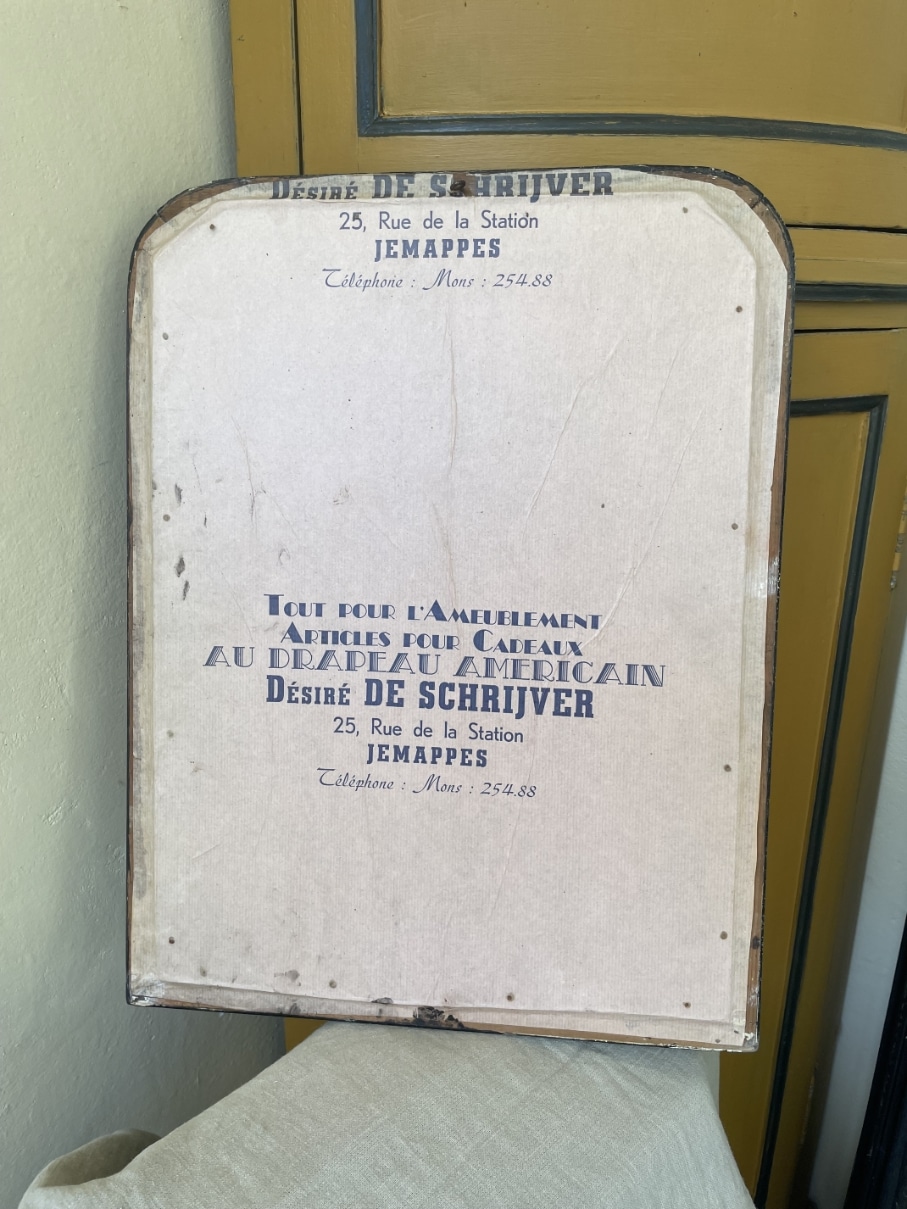 DÉSIRÉ DE SCHRIJVER
25, Rue de la Station
JEMAPPES
Téléphone : Mons : 254.88
TOUT POUR L'AMEUBLEMENT
ARTICLES POUR CADEAUX
AU DRAPEAU AMERICAIN
DÉSIRÉ DE SCHRIJVER
25, Rue de la Station
JEMAPPES
Téléphone : Mons : 254.88